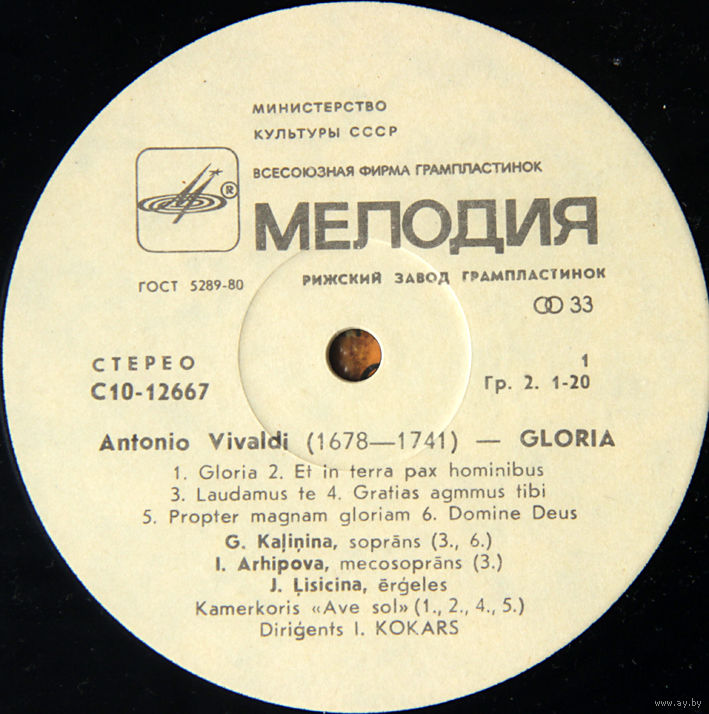 МИНИСТЕРСТВО
КУЛЬТУРЫ СССР
ВСЕСОЮЗНАЯ ФИРМА ГРАМПЛАСТИНОК
®
МЕЛОДИЯ
ГОСТ 5289-80
РИЖСКИЙ ЗАВОД ГРАМПЛАСТИНОК
33
СТЕРЕО
1
С10-12667
Гр. 2. 1-20
Antonio Vivaldi (1678—1741) — GLORIA
1. Gloria 2. Et in terra pax hominibus
3. Laudamus te 4. Gratias agmmus tibi
5. Propter magnam gloriam 6. Domine Deus
G. Kaļiņina, soprāns (3., 6.)
I. Arhipova, mecosoprāns (3.)
J. Ļisicina, ērģeles
Kamerkoris «Ave sol» (1., 2., 4., 5.)
Diriģents I. KOKARS
www.ay.by